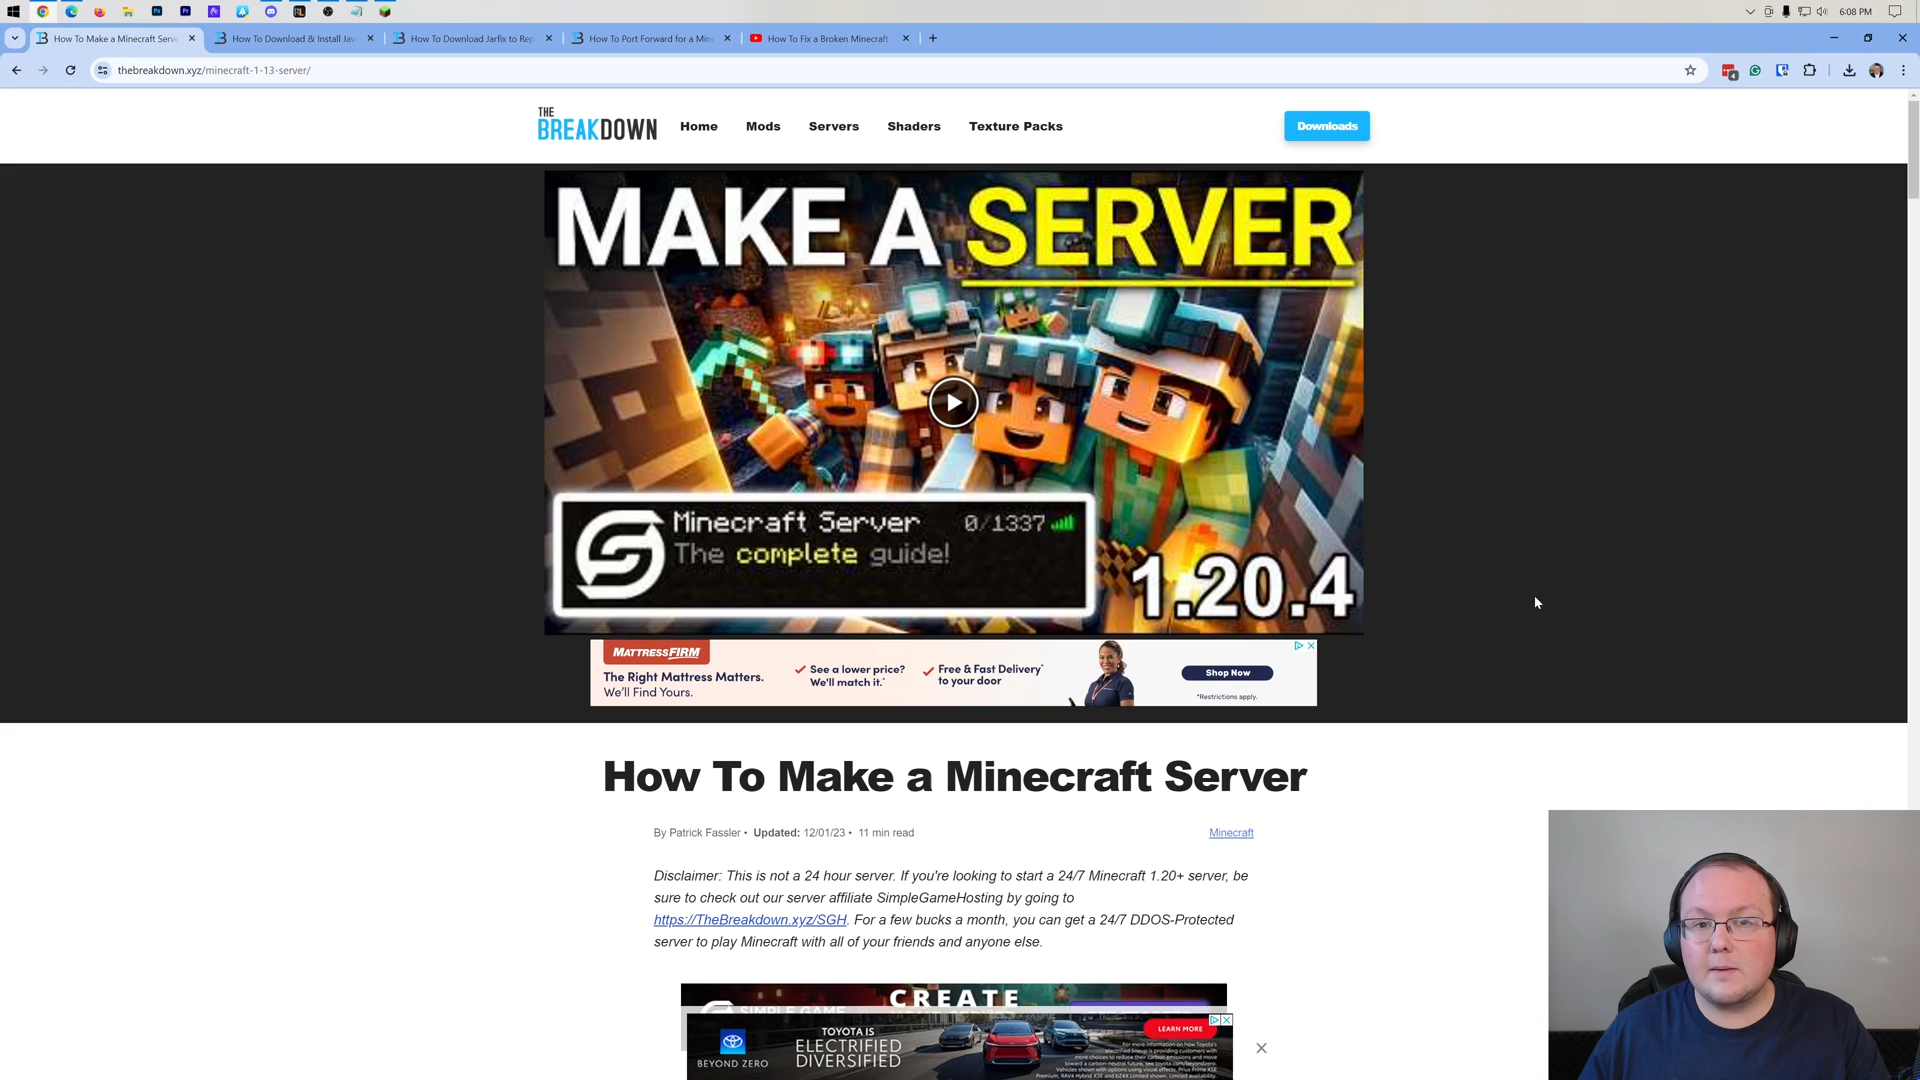 6:08 PM
How To Make a Minecraft Serve
How To Download & Install Jav
How To Download Jarfix to Rep
How To Port Forward for a Mine
How To Fix a Broken Minecraft
thebreakdown.xyz/minecraft-1-13-server/
THE
BREAKDOWN
Home
Mods
Servers
Shaders
Texture Packs
Downloads
MAKE A SERVER
Minecraft Server 0/1337
The complete guide!
1.20.4
MATTRESSFIRM
The Right Mattress Matters.
We'll Find Yours.
See a lower price?
We'll match it.*
Free & Fast Delivery*
to your door
Shop Now
*Restrictions apply.
How To Make a Minecraft Server
By Patrick Fassler • Updated: 12/01/23 • 11 min read
Minecraft
Disclaimer: This is not a 24 hour server. If you're looking to start a 24/7 Minecraft 1.20+ server, be
sure to check out our server affiliate SimpleGameHosting by going to
https://TheBreakdown.xyz/SGH. For a few bucks a month, you can get a 24/7 DDOS-Protected
server to play Minecraft with all of your friends and anyone else.
CREATE
BEYOND ZERO
TOYOTA IS
ELECTRIFIED
DIVERSIFIED
LEARN MORE